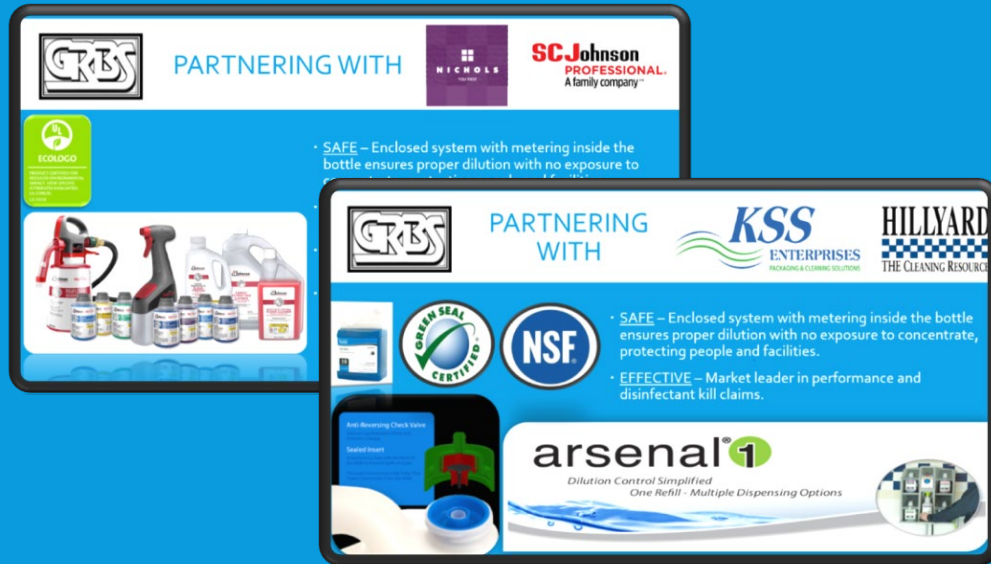 GRBS
PARTNERING WITH
NICHOLS
SC Johnson
PROFESSIONAL.
A family company™
UL
ECOLOGO
• SAFE – Enclosed system with metering inside the
bottle ensures proper dilution with no exposure to
GRBS
PARTNERING
WITH
KSS
ENTERPRISES
PACKAGING & CLEANING SOLUTIONS
HILLYARD
THE CLEANING RESOURCE
GREEN SEAL
CERTIFIED
NSF
• SAFE – Enclosed system with metering inside the bottle
ensures proper dilution with no exposure to concentrate,
protecting people and facilities.
• EFFECTIVE – Market leader in performance and
disinfectant kill claims.
Anti-Reversing Check Valve
Sealed Insert
arsenal®1
Dilution Control Simplified
One Refill - Multiple Dispensing Options